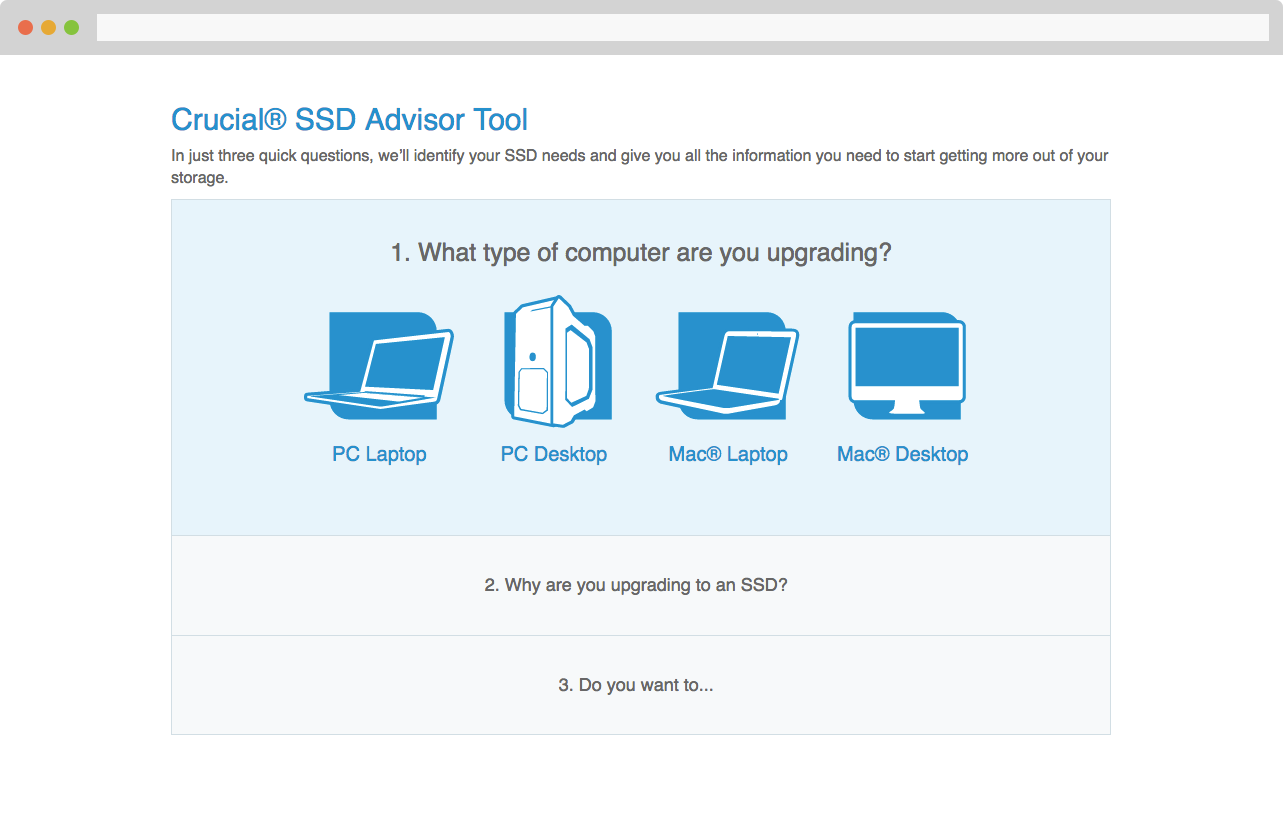 Crucial® SSD Advisor Tool
In just three quick questions, we’ll identify your SSD needs and give you all the information you need to start getting more out of your
storage.
1. What type of computer are you upgrading?
PC Laptop
PC Desktop
Mac® Laptop
Mac® Desktop
2. Why are you upgrading to an SSD?
3. Do you want to...